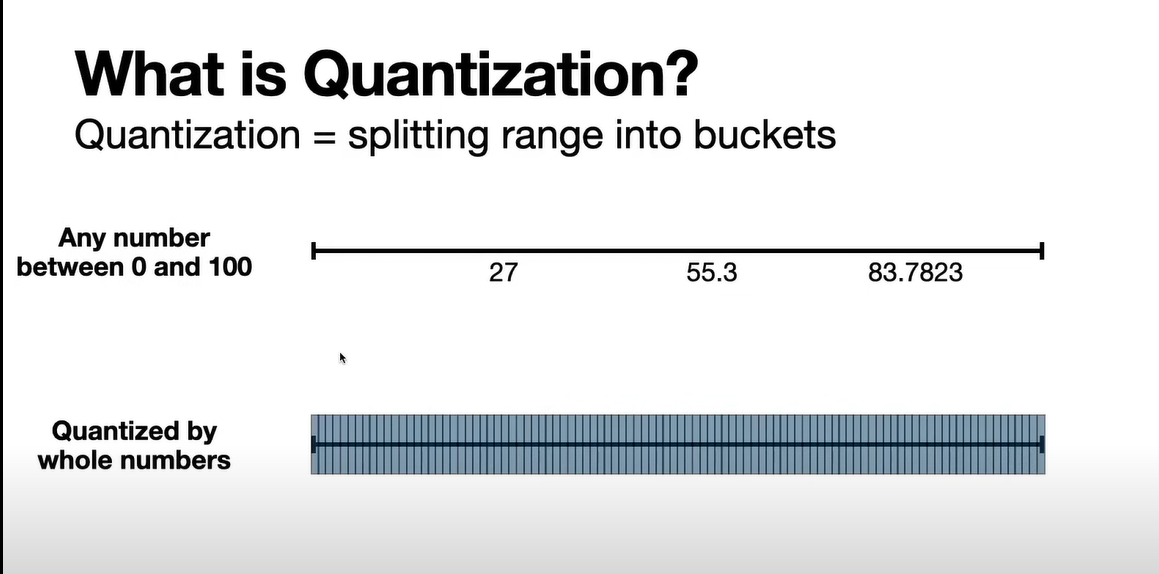 What is Quantization?
Quantization = splitting range into buckets
Any number
between 0 and 100
27 55.3 83.7823
Quantized by
whole numbers